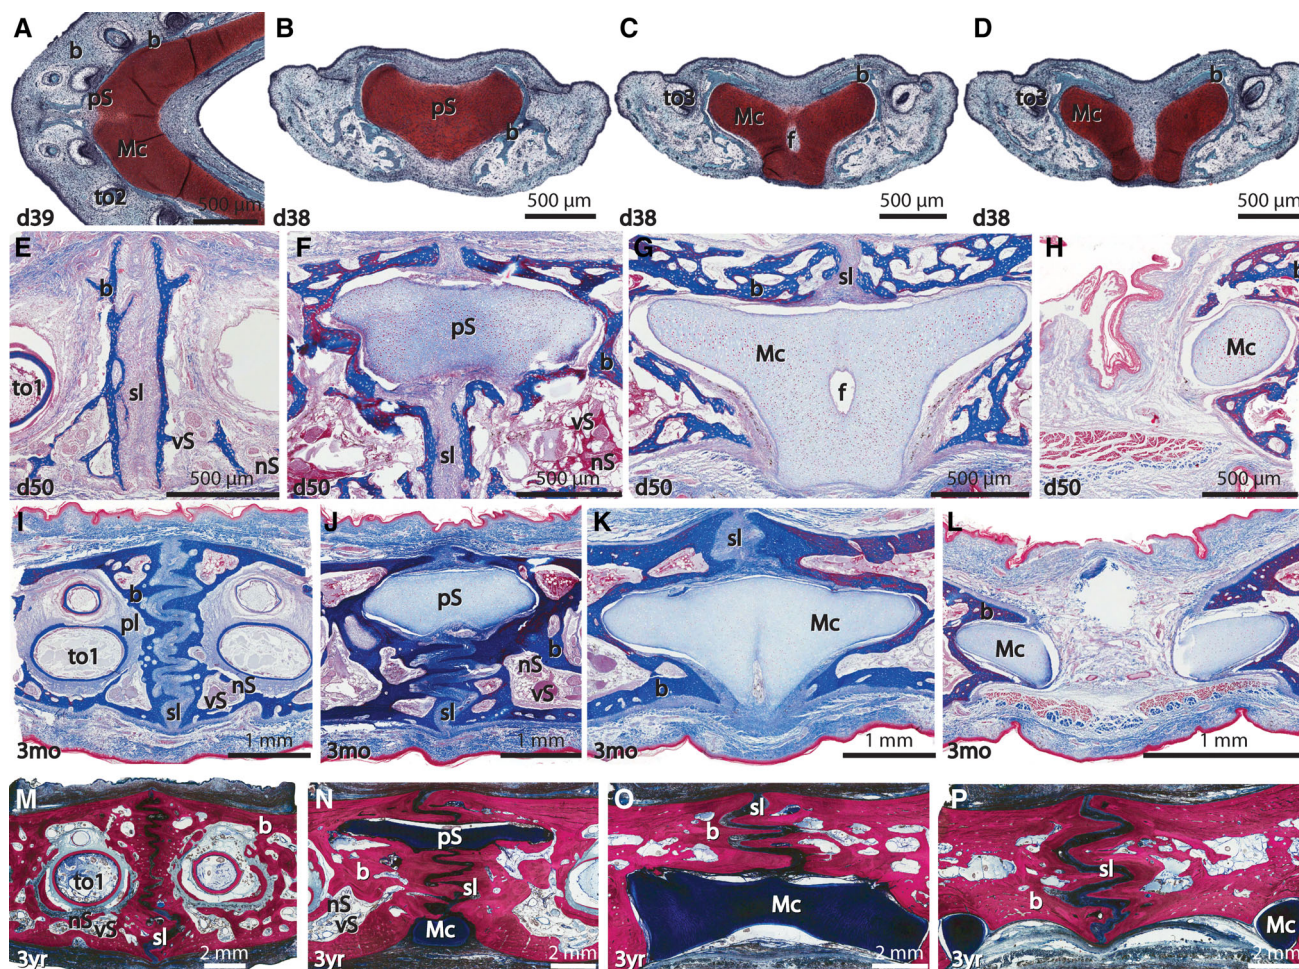 A
b
b
pS
Mc
to2
500 µm
d39
B
pS
b
500 µm
d38
C
b
to3
Mc
f
500 µm
d38
D
b
to3
Mc
500 µm
d38
E
b
to1
sl
vS
nS
500 µm
d50
F
pS
b
vS
sl
nS
500 µm
d50
G
sl
b
Mc
f
500 µm
d50
H
b
Mc
500 µm
d50
I
b
pl
to1
nS
vS
sl
1 mm
3mo
J
pS
b
nS
vS
sl
1 mm
3mo
K
sl
Mc
b
1 mm
3mo
L
b
Mc
1 mm
3mo
M
b
to1
nS
vS
sl
2 mm
3yr
N
pS
b
sl
nS
vS
Mc
2 mm
3yr
O
sl
b
Mc
2 mm
3yr
P
sl
b
Mc
2 mm
3yr